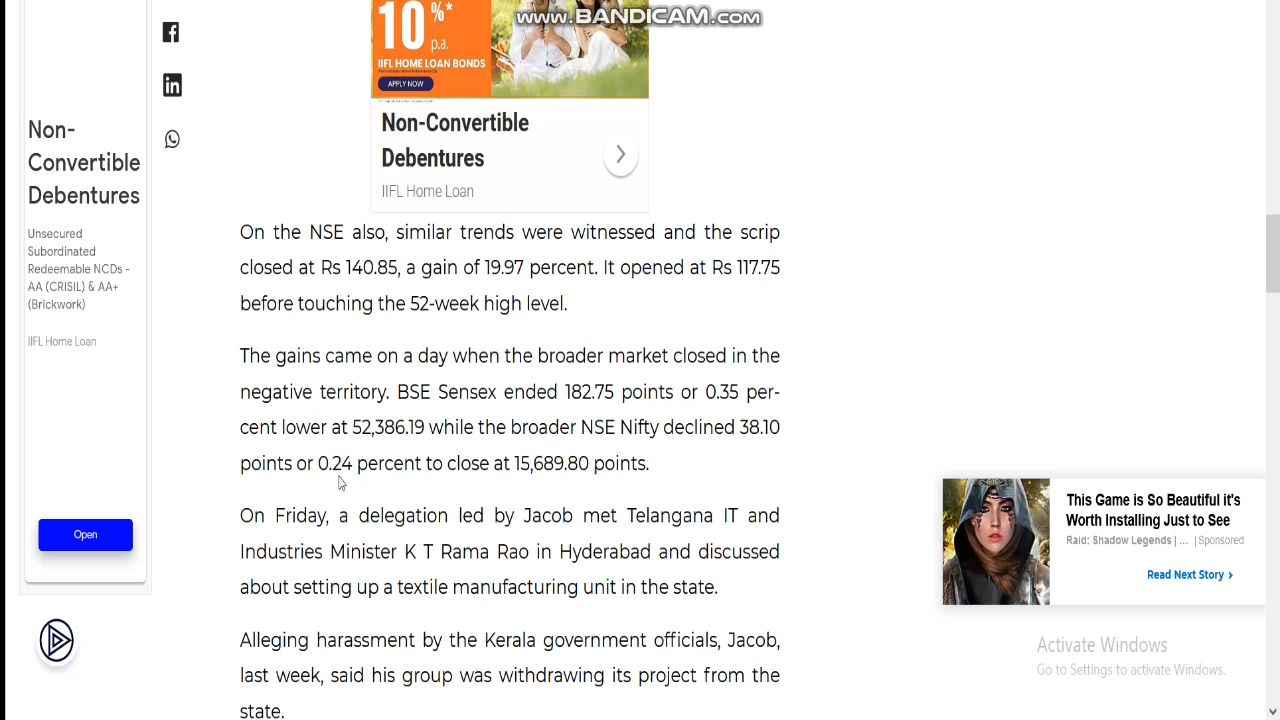 www.BANDICAM.com
10
%*
p.a.
IIFL HOME LOAN BONDS
APPLY NOW
Non-Convertible
Debentures
IIFL Home Loan
Non-
Convertible
Debentures
Unsecured
Subordinated
Redeemable NCDs -
AA (CRISIL) & AA+
(Brickwork)
IIFL Home Loan
Open
On the NSE also, similar trends were witnessed and the scrip
closed at Rs 140.85, a gain of 19.97 percent. It opened at Rs 117.75
before touching the 52-week high level.
The gains came on a day when the broader market closed in the
negative territory. BSE Sensex ended 182.75 points or 0.35 per-
cent lower at 52,386.19 while the broader NSE Nifty declined 38.10
points or 0.24 percent to close at 15,689.80 points.
On Friday, a delegation led by Jacob met Telangana IT and
Industries Minister K T Rama Rao in Hyderabad and discussed
about setting up a textile manufacturing unit in the state.
Alleging harassment by the Kerala government officials, Jacob,
last week, said his group was withdrawing its project from the
state.
This Game is So Beautiful it's
Worth Installing Just to See
Raid: Shadow Legends | ... | Sponsored
Read Next Story
Activate Windows
Go to Settings to activate Windows.